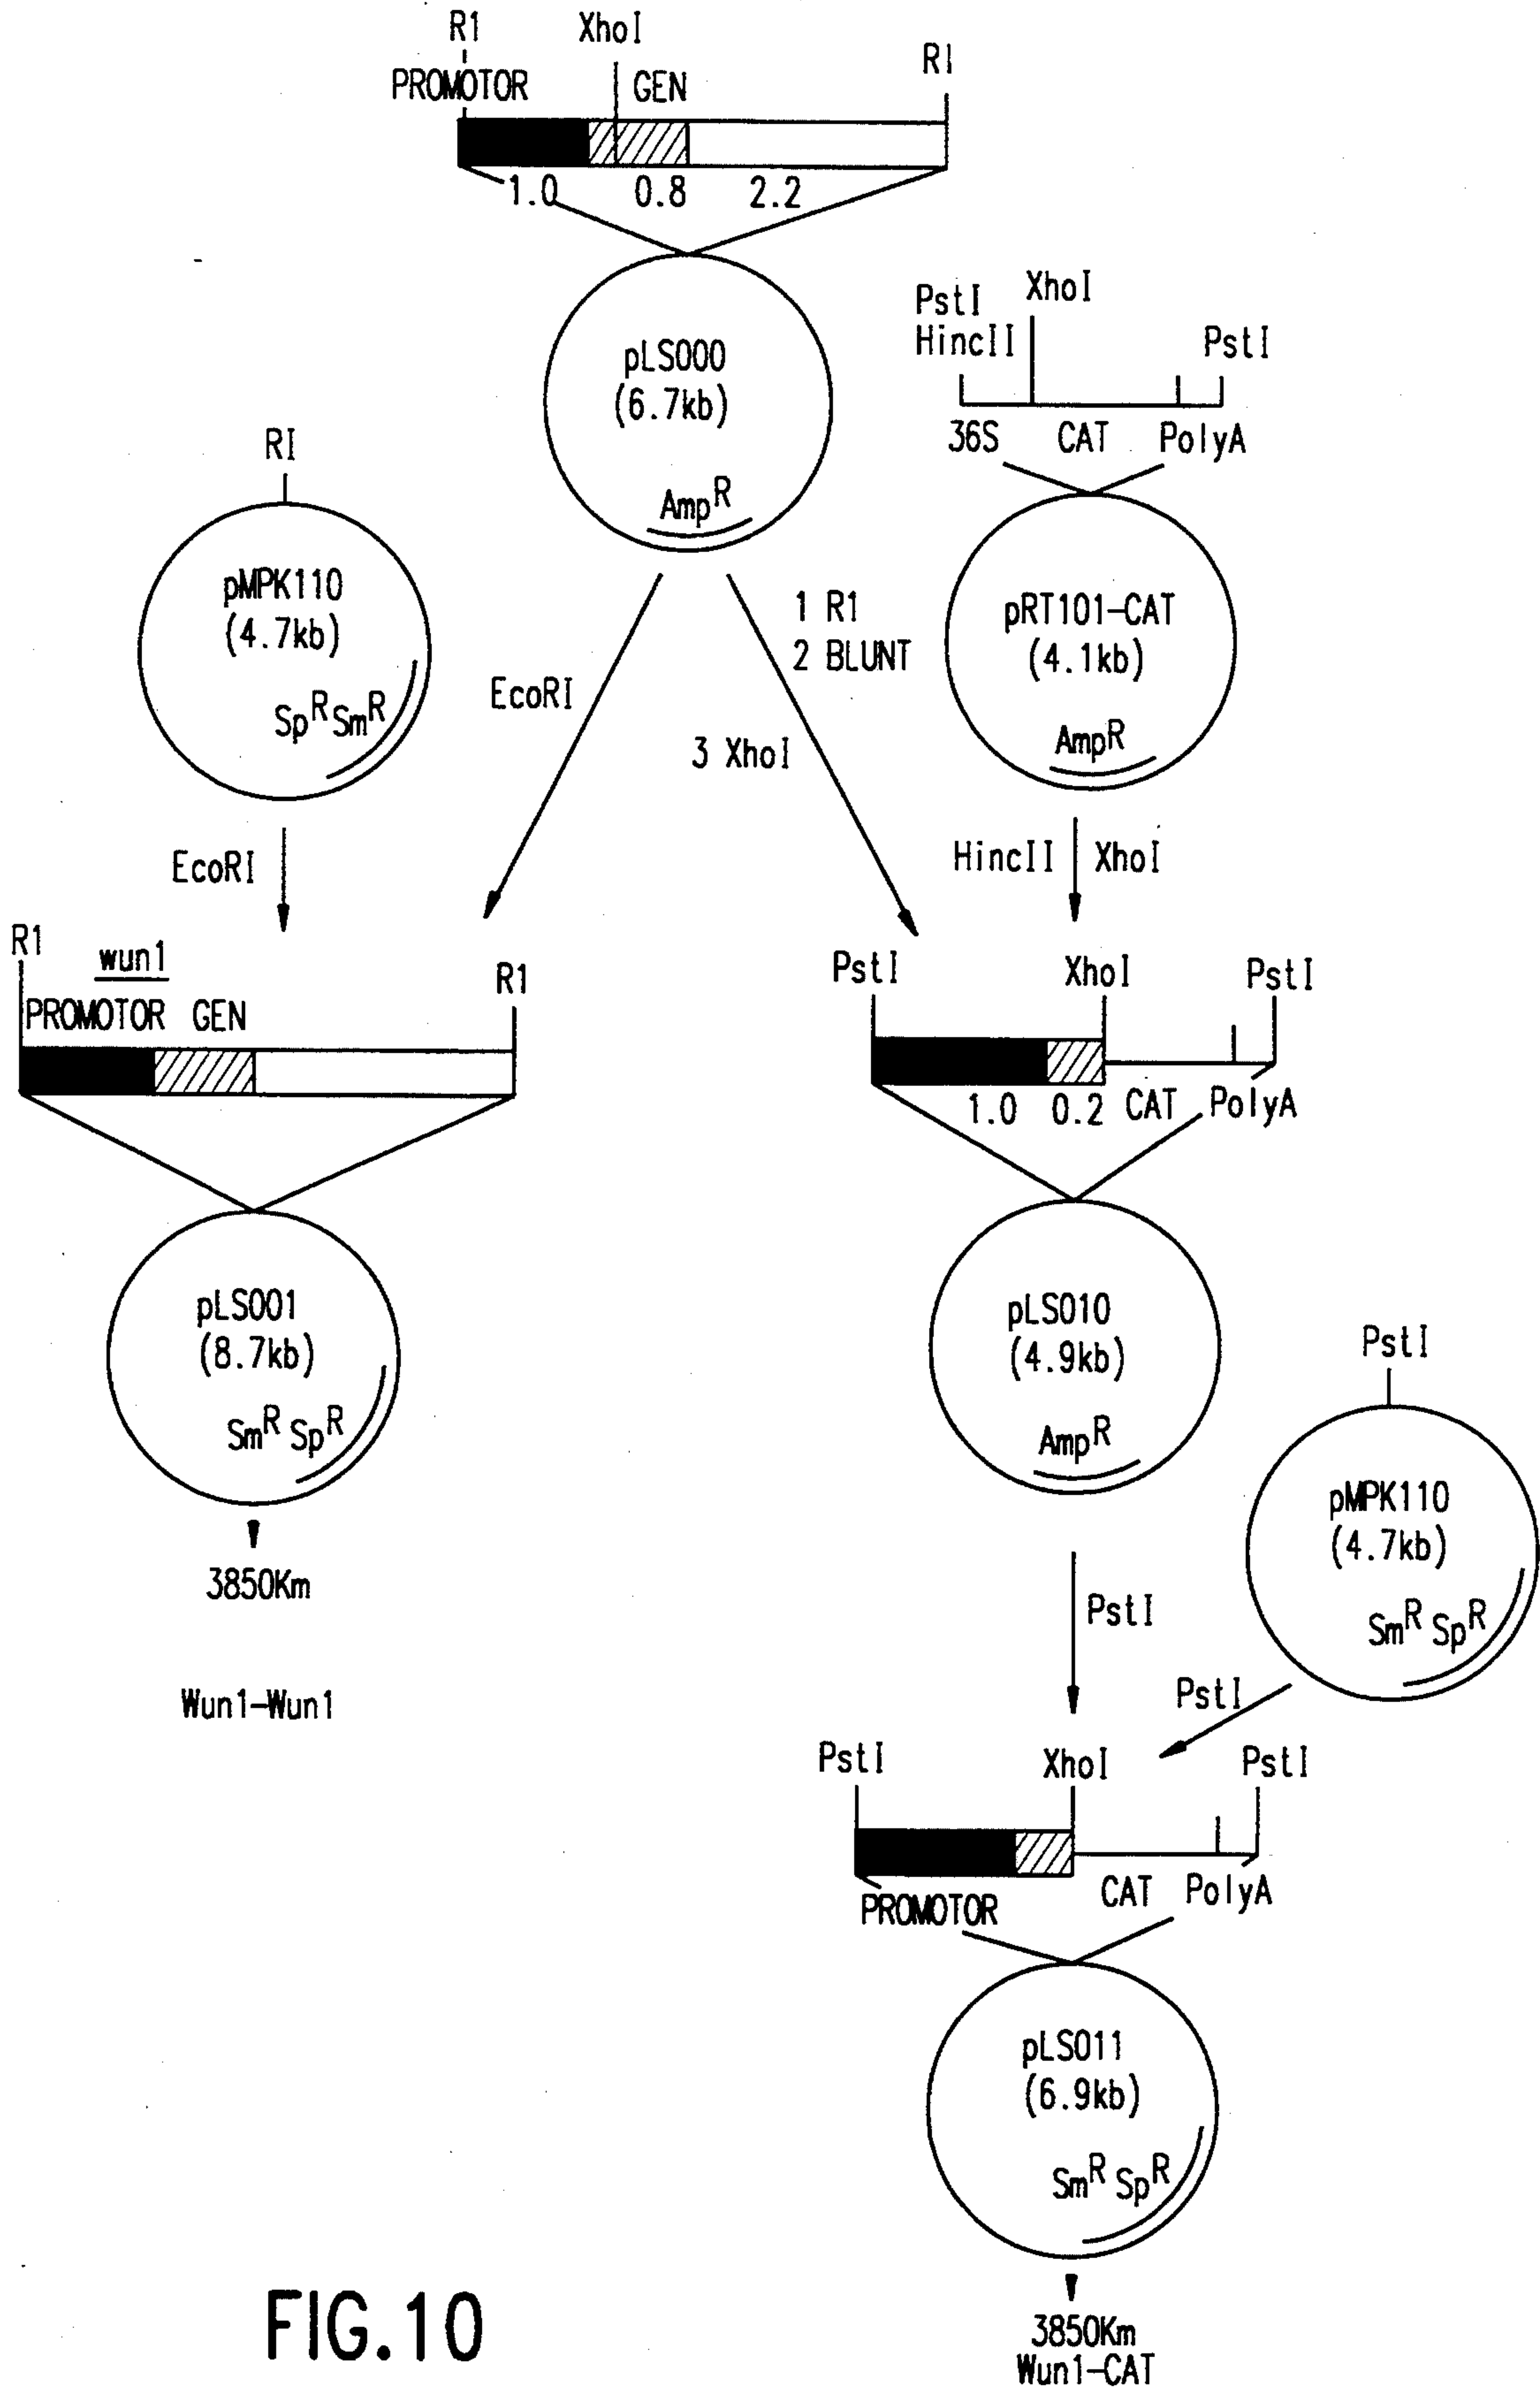 R1 XhoI RI
PROMOTOR GEN
1.0 0.8 2.2
pLS000
(6.7kb)
AmpR
PstI XhoI
HincII PstI
36S CAT PolyA
pRT101-CAT
(4.1kb)
AmpR
RI
pMPK110
(4.7kb)
SpR SmR
EcoRI
EcoRI
1 R1
2 BLUNT
3 XhoI
HincII XhoI
R1 wun1 R1
PROMOTOR GEN
pLS001
(8.7kb)
SmR SpR
3850Km
Wun1-Wun1
PstI XhoI PstI
1.0 0.2 CAT PolyA
pLS010
(4.9kb)
AmpR
PstI
PstI
pMPK110
(4.7kb)
SmR SpR
PstI
PstI XhoI PstI
PROMOTOR CAT PolyA
pLS011
(6.9kb)
SmR SpR
3850Km
Wun1-CAT
FIG.10